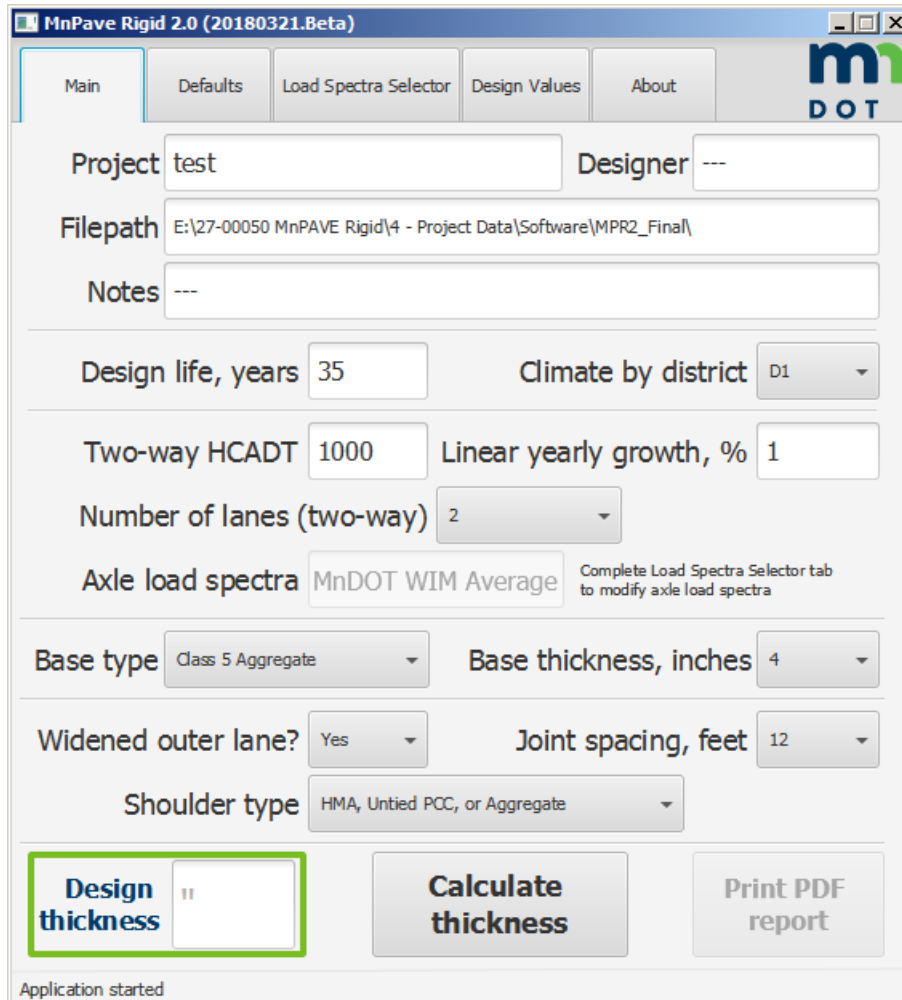 MnPave Rigid 2.0 (20180321.Beta)
Main Defaults Load Spectra Selector Design Values About
mn
DOT
Project test Designer ---
Filepath E:\27-00050 MnPAVE Rigid\4 - Project Data\Software\MPR2_Final\
Notes ---
Design life, years 35 Climate by district D1
Two-way HCADT 1000 Linear yearly growth, % 1
Number of lanes (two-way) 2
Axle load spectra MnDOT WIM Average Complete Load Spectra Selector tab
to modify axle load spectra
Base type Class 5 Aggregate Base thickness, inches 4
Widened outer lane? Yes Joint spacing, feet 12
Shoulder type HMA, Untied PCC, or Aggregate
Design
thickness "
Calculate
thickness
Print PDF
report
Application started